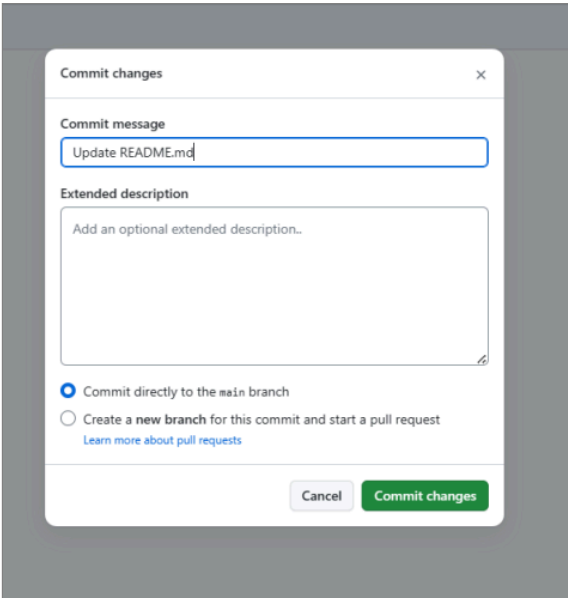 Commit changes
Commit message
Update README.md
Extended description
Add an optional extended description..
Commit directly to the main branch
Create a new branch for this commit and start a pull request
Learn more about pull requests
Cancel
Commit changes